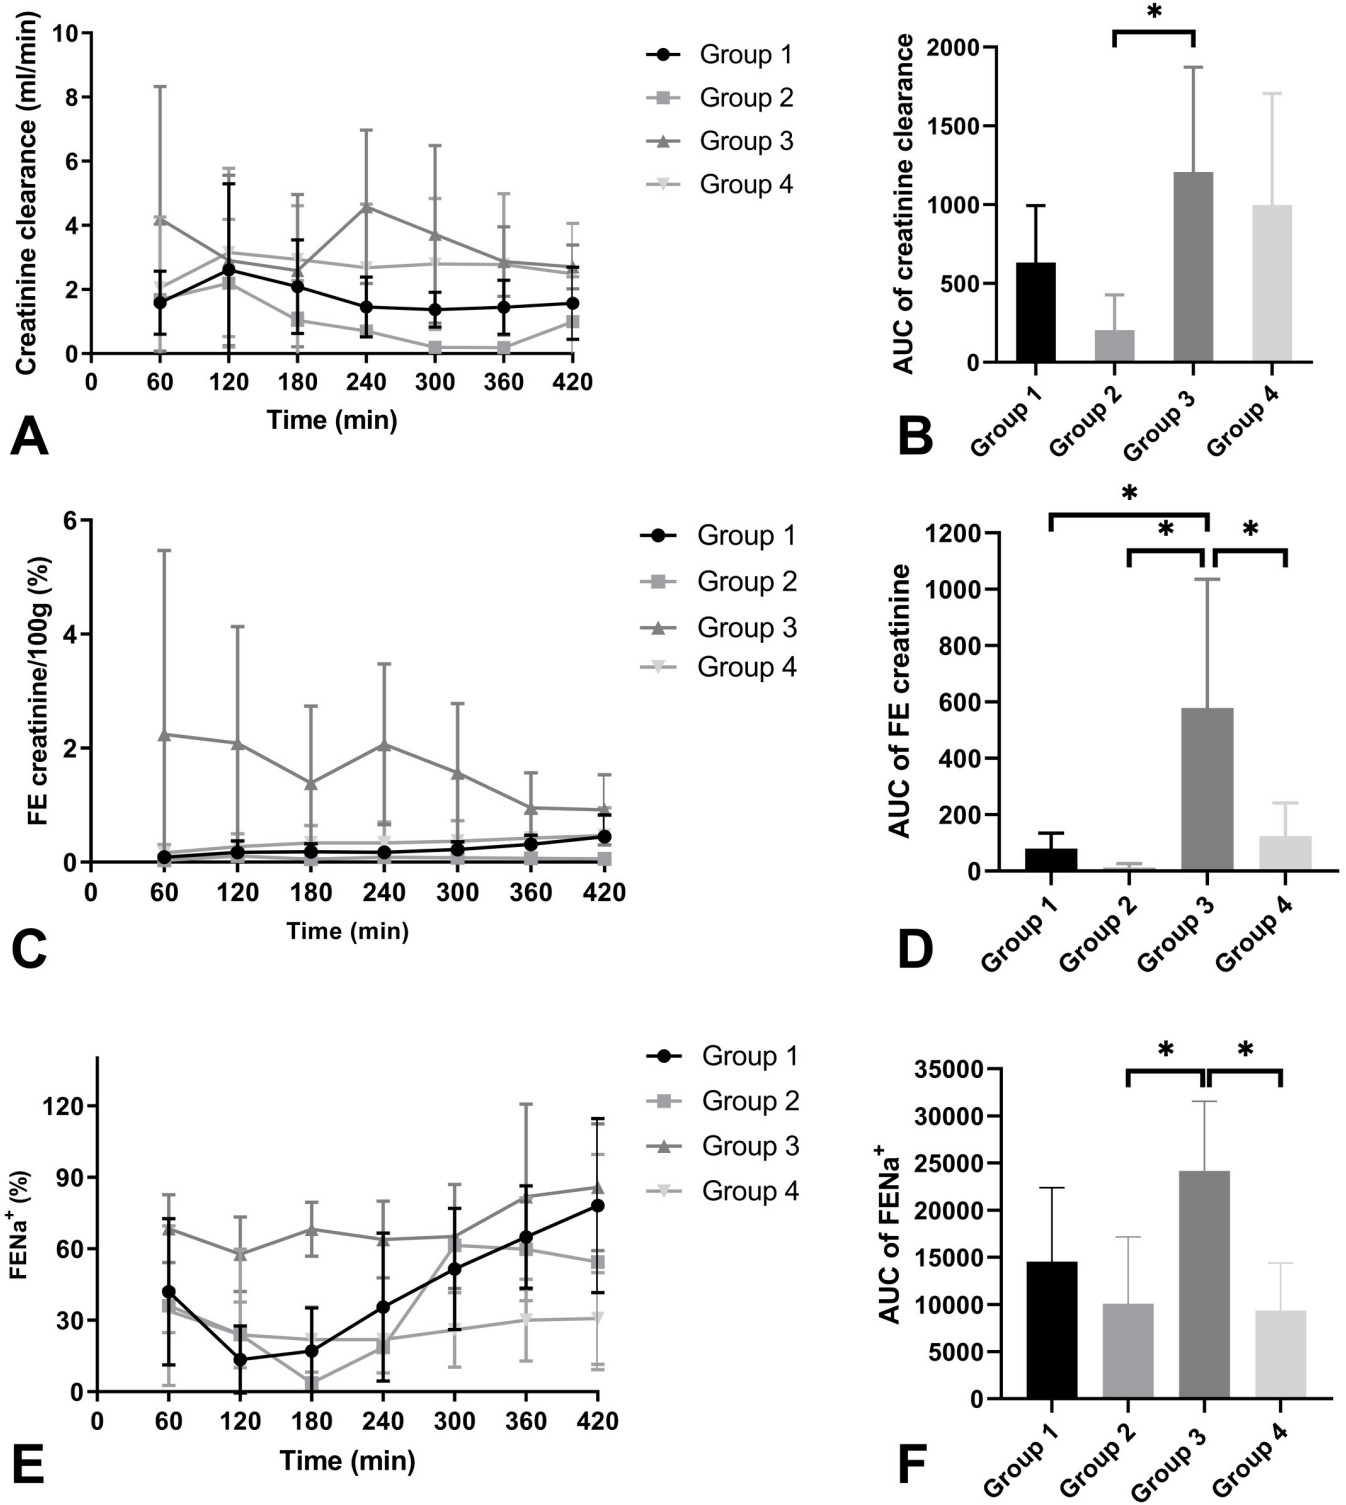 Creatinine clearance (ml/min)
10
8
6
4
2
0
0 60 120 180 240 300 360 420
Time (min)
Group 1
Group 2
Group 3
Group 4
A
*
AUC of creatinine clearance
2000
1500
1000
500
0
Group 1
Group 2
Group 3
Group 4
B
FE creatinine/100g (%)
6
4
2
0
0 60 120 180 240 300 360 420
Time (min)
Group 1
Group 2
Group 3
Group 4
C
*
* *
AUC of FE creatinine
1200
1000
800
600
400
200
0
Group 1
Group 2
Group 3
Group 4
D
FENa+ (%)
120
90
60
30
0
0 60 120 180 240 300 360 420
Time (min)
Group 1
Group 2
Group 3
Group 4
E
* *
AUC of FENa+
35000
30000
25000
20000
15000
10000
5000
0
Group 1
Group 2
Group 3
Group 4
F